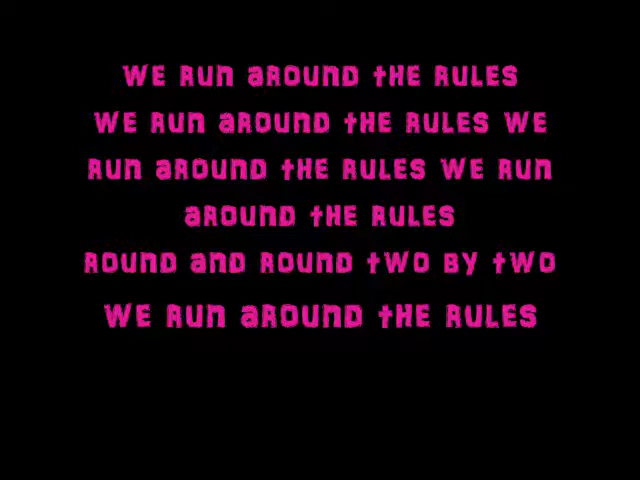 WE RUN AROUND THE RULES
WE RUN AROUND THE RULES WE
RUN AROUND THE RULES WE RUN
AROUND THE RULES
ROUND AND ROUND TWO BY TWO
WE RUN AROUND THE RULES